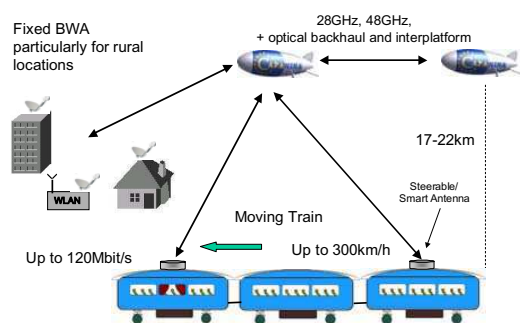 Fixed BWA
particularly for rural
locations
28GHz, 48GHz,
+ optical backhaul and interplatform
17-22km
WLAN
Steerable/
Smart Antenna
Moving Train
Up to 120Mbit/s
Up to 300km/h